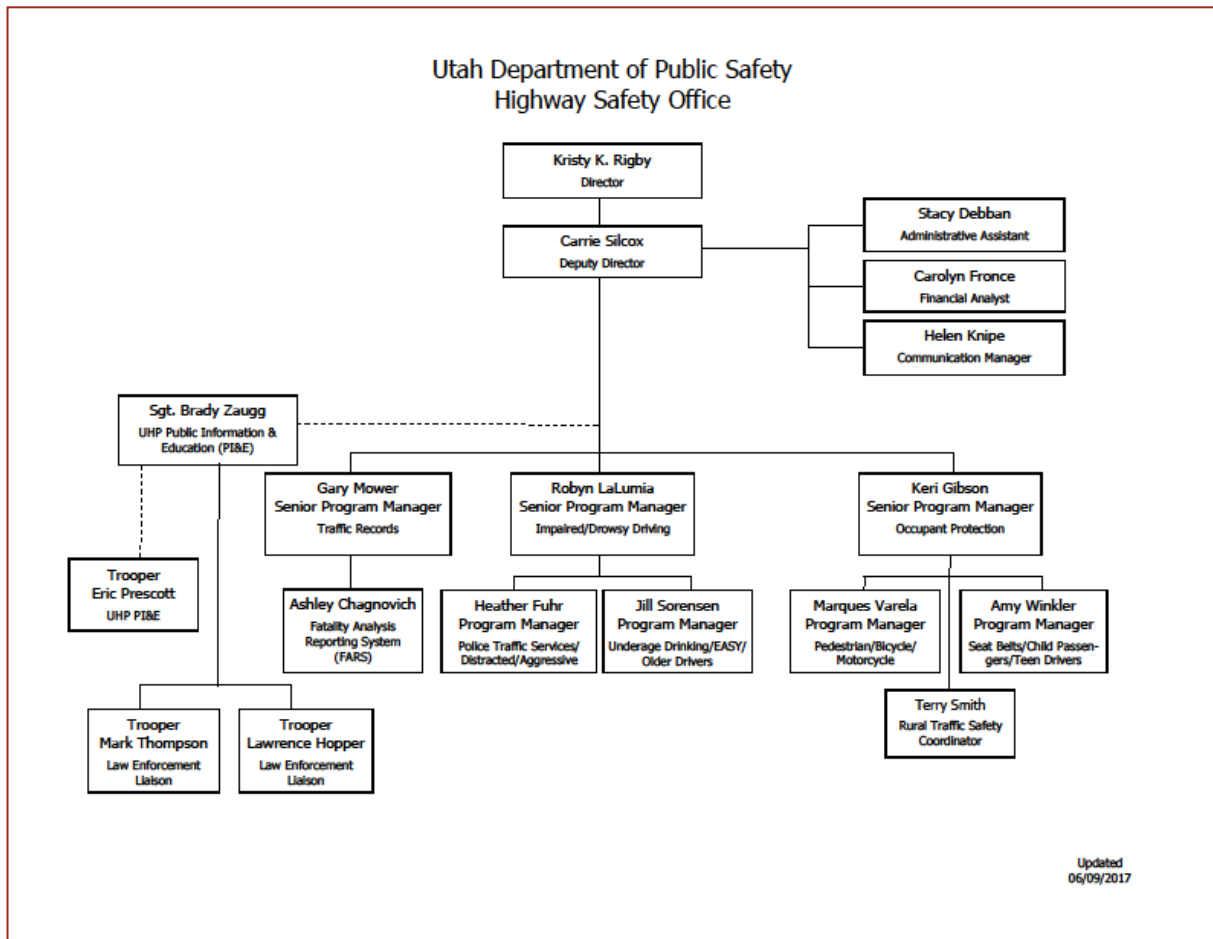 Utah Department of Public Safety
Highway Safety Office
Kristy K. Rigby
Director
Carrie Silcox
Deputy Director
Stacy Debban
Administrative Assistant
Carolyn Fronce
Financial Analyst
Helen Knipe
Communication Manager
Sgt. Brady Zaugg
UHP Public Information &
Education (PI&E)
Gary Mower
Senior Program Manager
Traffic Records
Robyn LaLumia
Senior Program Manager
Impaired/Drowsy Driving
Keri Gibson
Senior Program Manager
Occupant Protection
Trooper
Eric Prescott
UHP PI&E
Ashley Chagnovich
Fatality Analysis
Reporting System
(FARS)
Heather Fuhr
Program Manager
Police Traffic Services/
Distracted/Aggressive
Jill Sorensen
Program Manager
Underage Drinking/EASY/
Older Drivers
Marques Varela
Program Manager
Pedestrian/Bicycle/
Motorcycle
Amy Winkler
Program Manager
Seat Belts/Child Passen-
gers/Teen Drivers
Terry Smith
Rural Traffic Safety
Coordinator
Trooper
Mark Thompson
Law Enforcement
Liaison
Trooper
Lawrence Hopper
Law Enforcement
Liaison
Updated
06/09/2017